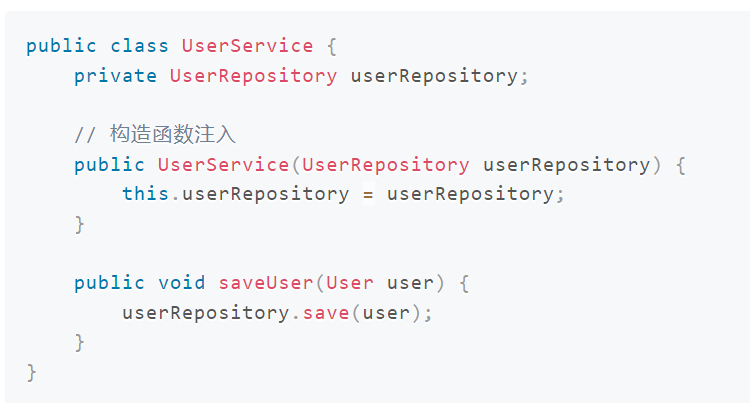 public class UserService {
    private UserRepository userRepository;
    // 构造函数注入
    public UserService(UserRepository userRepository) {
        this.userRepository = userRepository;
    }
    public void saveUser(User user) {
        userRepository.save(user);
    }
}